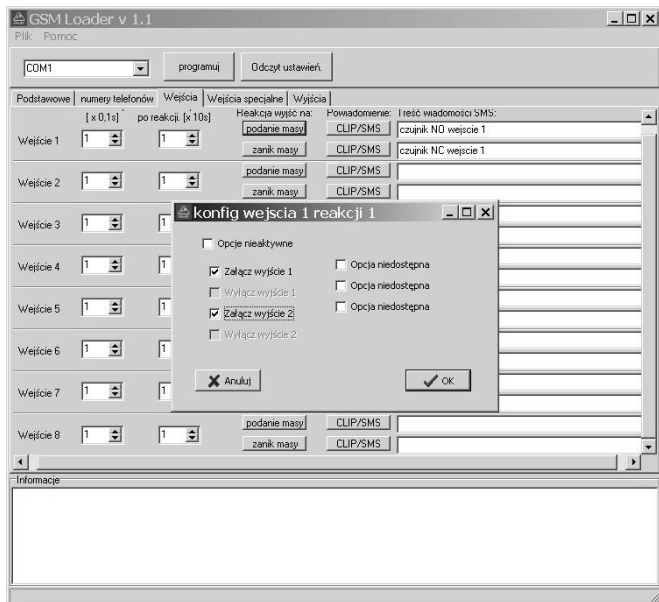 GSM Loader v 1.1
Plik Pomoc
COM1 programuj Odczyt ustawień.
Podstawowe numery telefonów Wejścia Wejścia specjalne Wyjścia
[ x 0,1s] po reakcji. [x 10s] Reakcja wyjść na: Powiadomienie: Treść wiadomości SMS:
Wejście 1 1 1 podanie masy CLIP/SMS czujnik NO wejscie 1
zanik masy CLIP/SMS czujnik NC wejscie 1
Wejście 2 1 1 podanie masy CLIP/SMS
zanik masy CLIP/SMS
Wejście 3 1 1
Wejście 4 1 1
Wejście 5 1 1
Wejście 6 1 1
Wejście 7 1 1
Wejście 8 1 1 podanie masy CLIP/SMS
zanik masy CLIP/SMS
konfig wejscia 1 reakcji 1
Opcje nieaktywne
Załącz wyjście 1 Opcja niedostępna
Wyłącz wyjście 1 Opcja niedostępna
Załącz wyjście 2 Opcja niedostępna
Wyłącz wyjście 2
Anuluj OK
Informacje